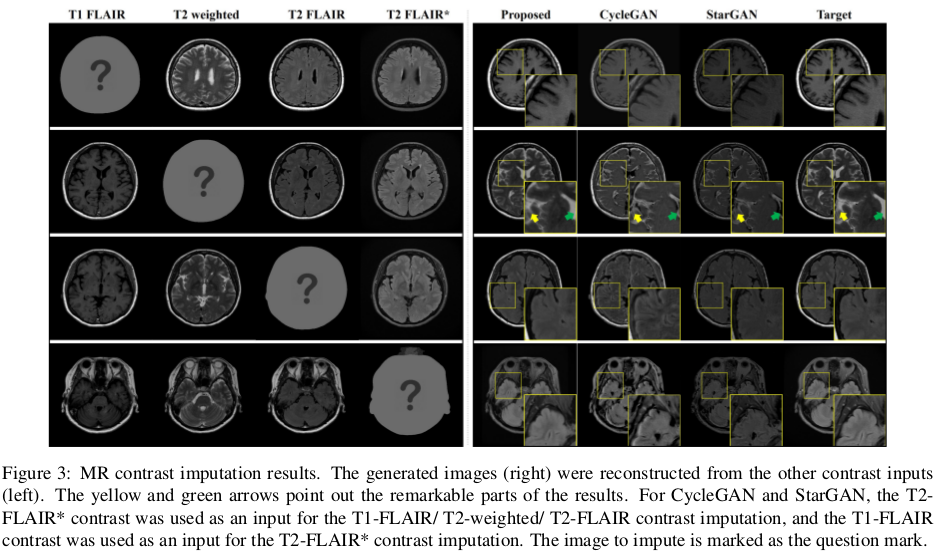 T1 FLAIR T2 weighted T2 FLAIR T2 FLAIR* Proposed CycleGAN StarGAN Target
?
?
?
?
Figure 3: MR contrast imputation results. The generated images (right) were reconstructed from the other contrast inputs
(left). The yellow and green arrows point out the remarkable parts of the results. For CycleGAN and StarGAN, the T2-
FLAIR* contrast was used as an input for the T1-FLAIR/ T2-weighted/ T2-FLAIR contrast imputation, and the T1-FLAIR
contrast was used as an input for the T2-FLAIR* contrast imputation. The image to impute is marked as the question mark.